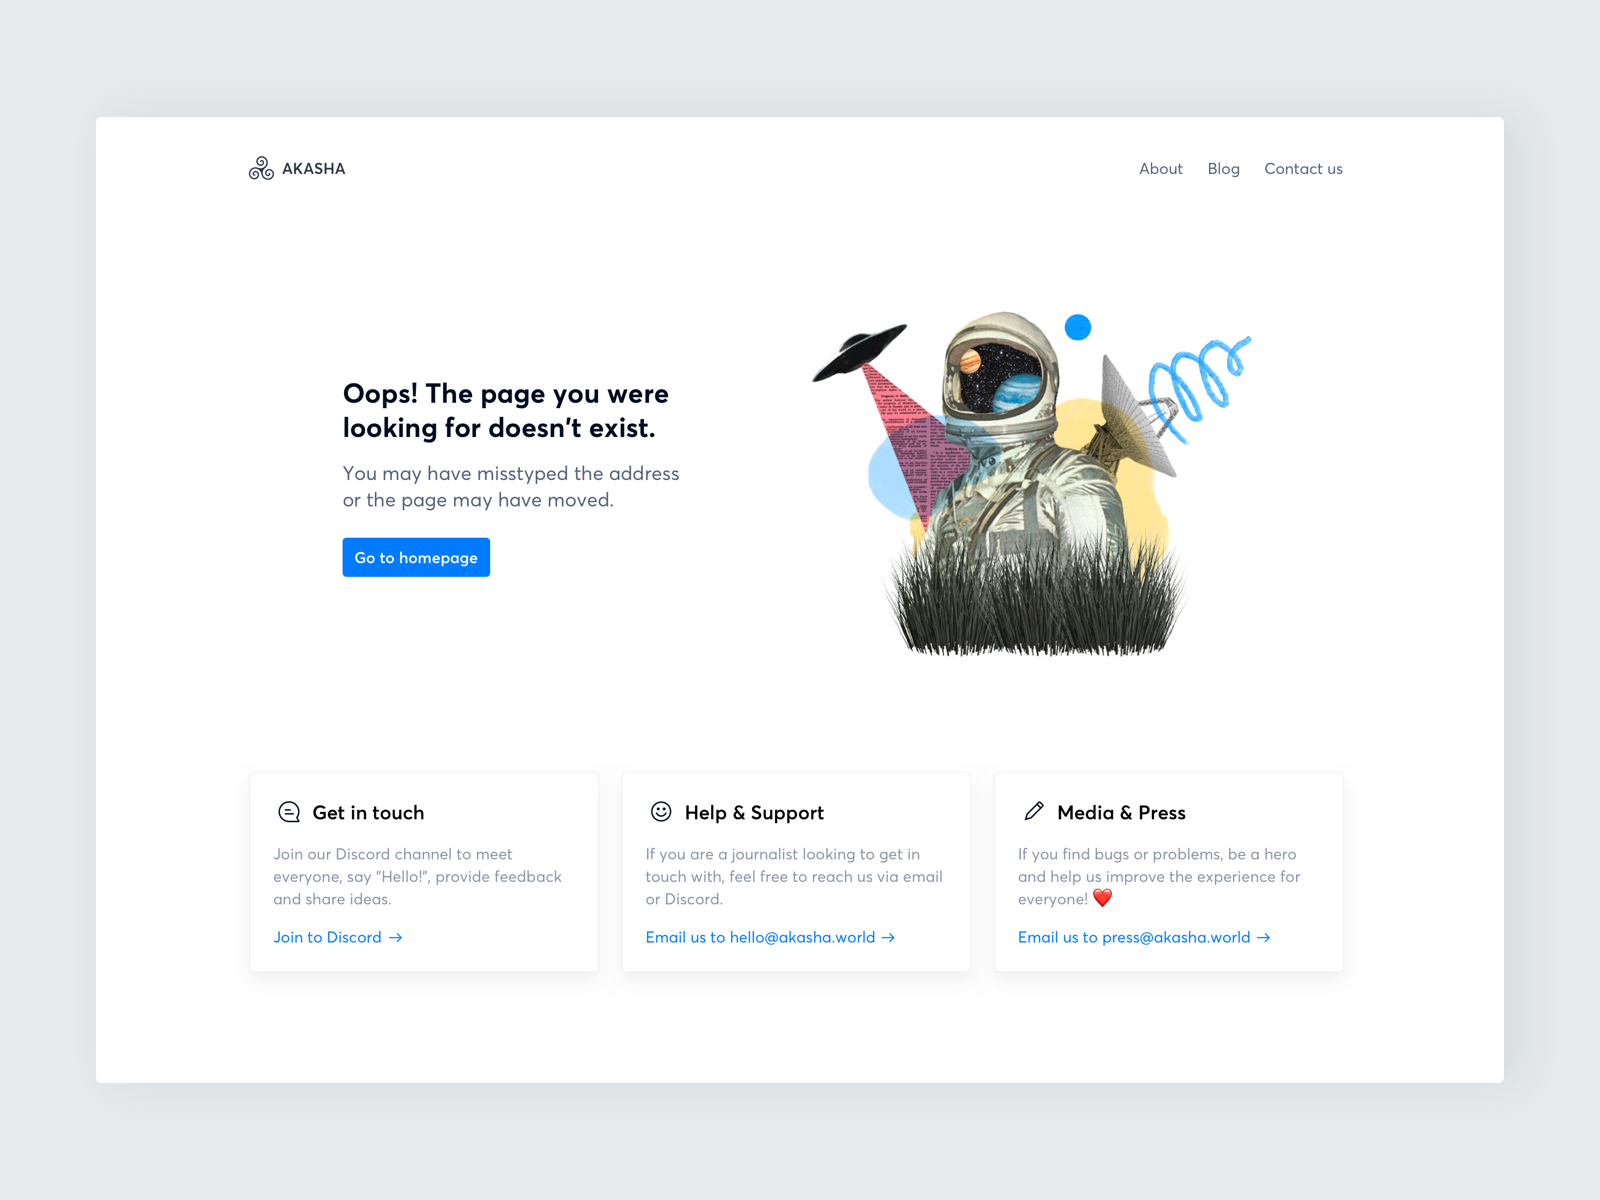 AKASHA
About Blog Contact us
Oops! The page you were
looking for doesn't exist.
You may have misstyped the address
or the page may have moved.
Go to homepage
Get in touch
Join our Discord channel to meet
everyone, say "Hello!", provide feedback
and share ideas.
Join to Discord →
Help & Support
If you are a journalist looking to get in
touch with, feel free to reach us via email
or Discord.
Email us to hello@akasha.world →
Media & Press
If you find bugs or problems, be a hero
and help us improve the experience for
everyone! ❤️
Email us to press@akasha.world →